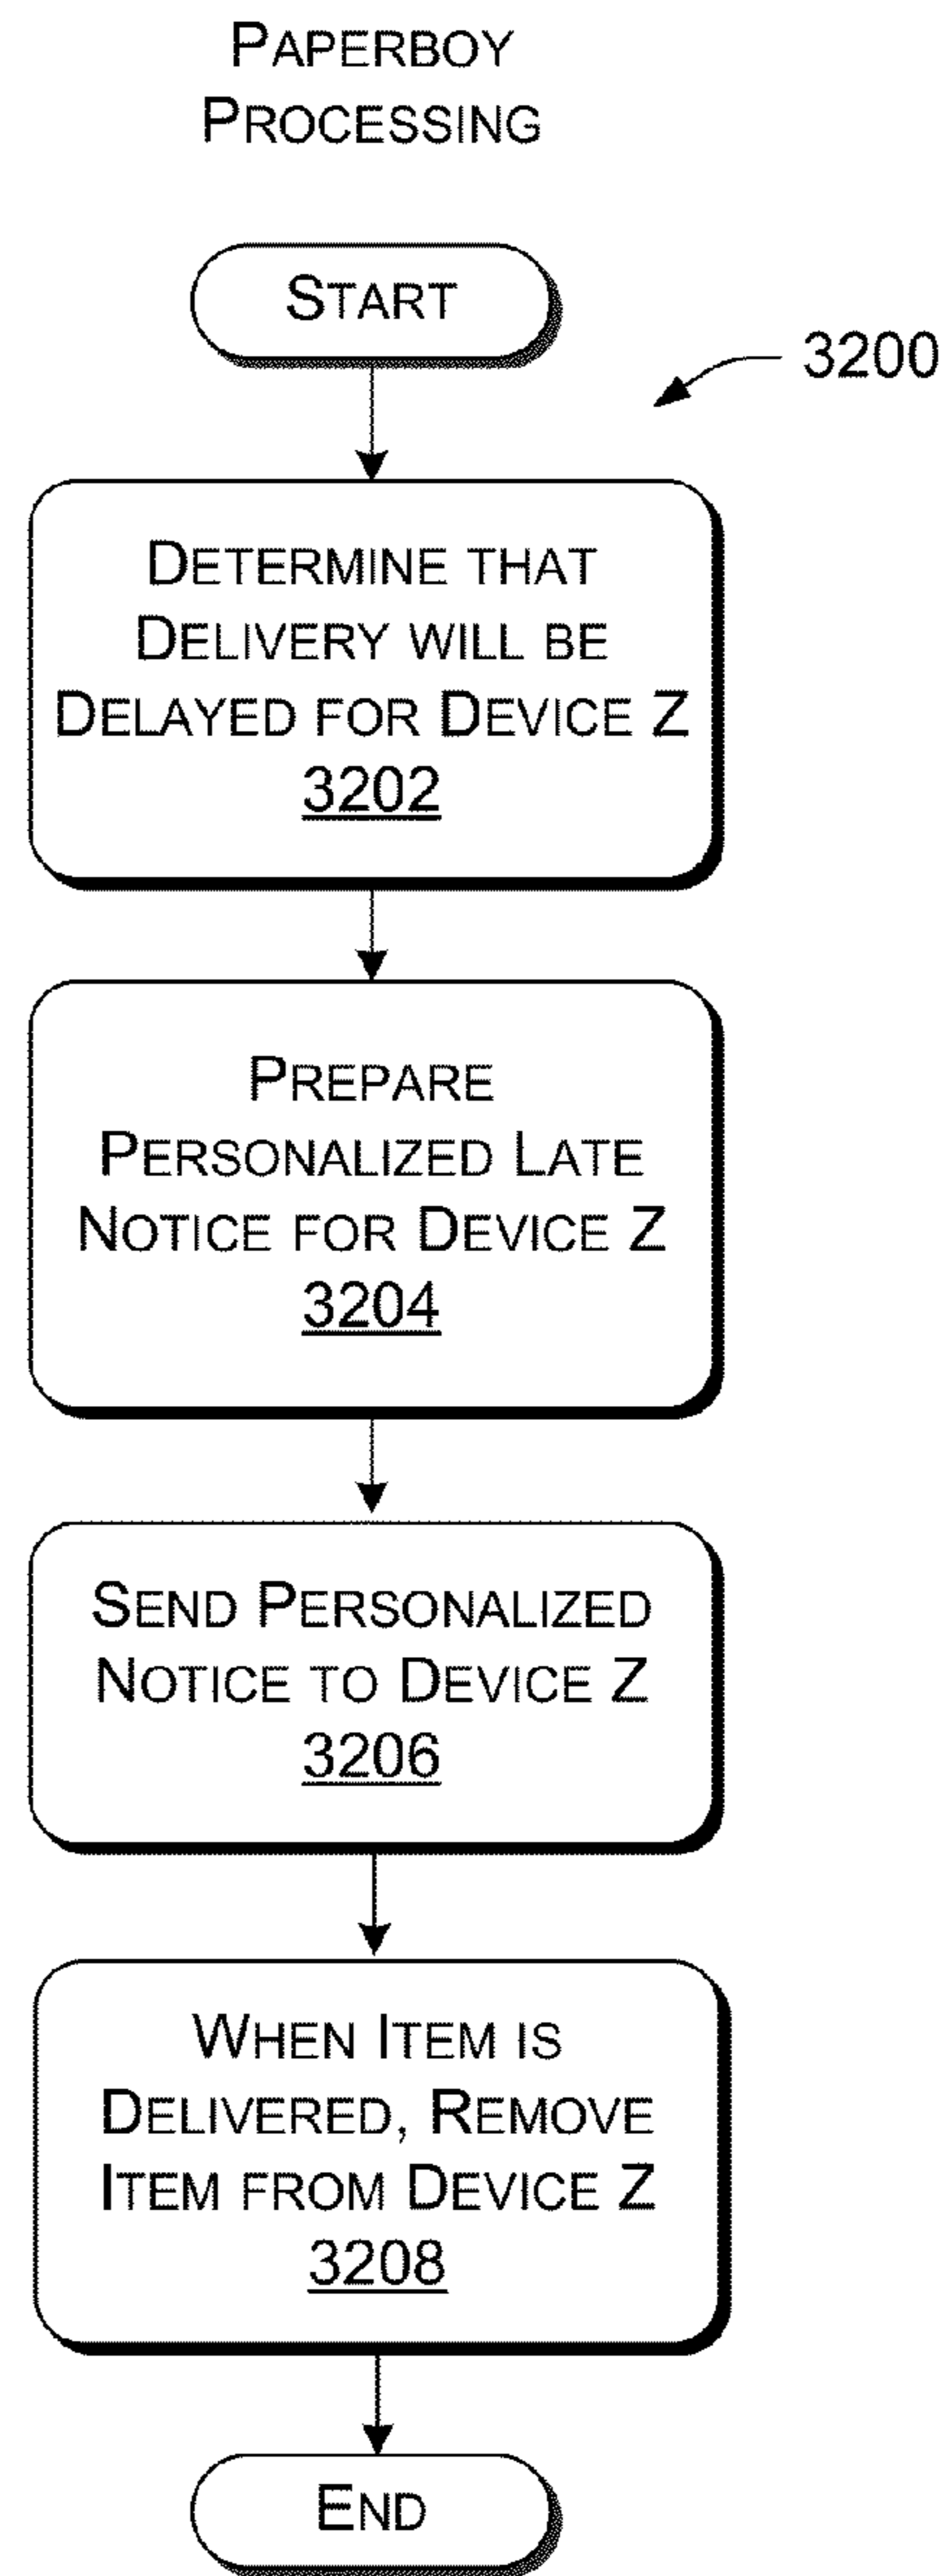 PAPERBOY
PROCESSING
START
3200
DETERMINE THAT
DELIVERY WILL BE
DELAYED FOR DEVICE Z
3202
PREPARE
PERSONALIZED LATE
NOTICE FOR DEVICE Z
3204
SEND PERSONALIZED
NOTICE TO DEVICE Z
3206
WHEN ITEM IS
DELIVERED, REMOVE
ITEM FROM DEVICE Z
3208
END